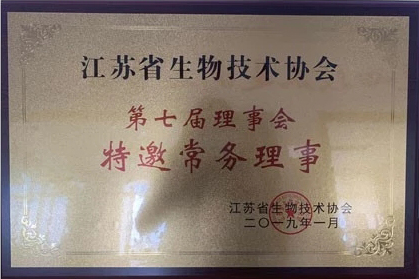 江苏省生物技术协会
第七届理事会
特邀常务理事
江苏省生物技术协会
二〇一九年一月